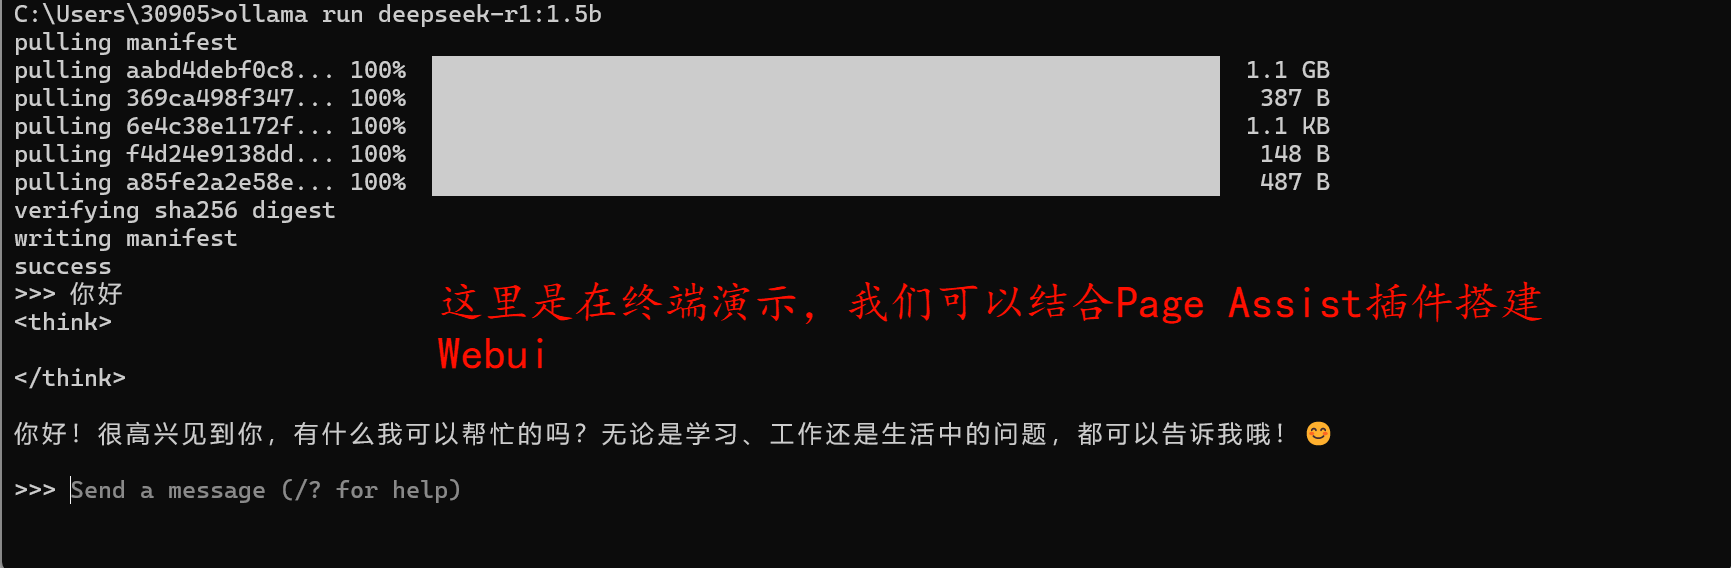 C:\Users\30905>ollama run deepseek-r1:1.5b
pulling manifest
pulling aabd4debf0c8... 100% 1.1 GB
pulling 369ca498f347... 100% 387 B
pulling 6e4c38e1172f... 100% 1.1 KB
pulling f4d24e9138dd... 100% 148 B
pulling a85fe2a2e58e... 100% 487 B
verifying sha256 digest
writing manifest
success
>>> 你好
<think>
这里是在终端演示，我们可以结合Page Assist插件搭建
Webui
</think>
你好！很高兴见到你，有什么我可以帮忙的吗？无论是学习、工作还是生活中的问题，都可以告诉我哦！😊
>>> Send a message (/? for help)